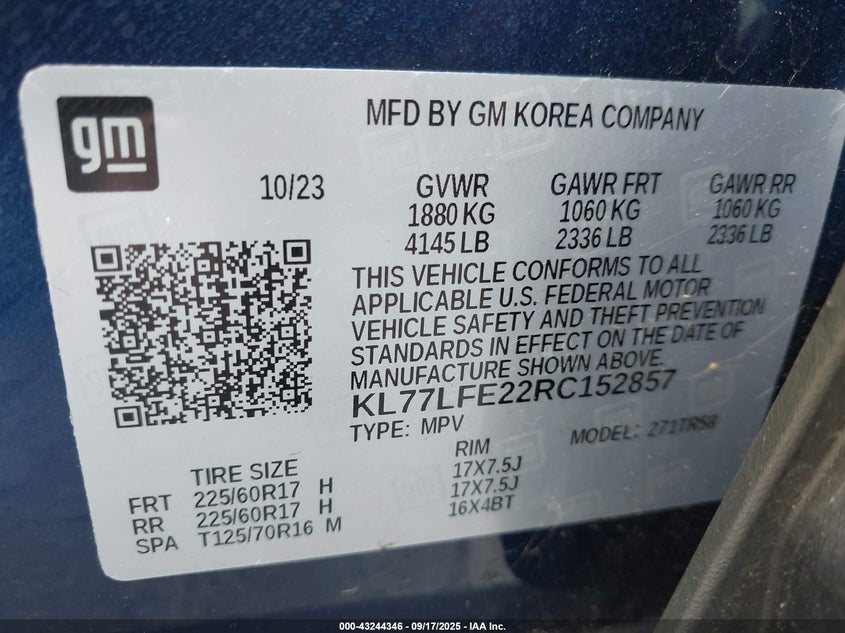 gm
MFD BY GM KOREA COMPANY
10/23
GVWR GAWR FRT GAWR RR
1880 KG 1060 KG 1060 KG
4145 LB 2336 LB 2336 LB
THIS VEHICLE CONFORMS TO ALL
APPLICABLE U.S. FEDERAL MOTOR
VEHICLE SAFETY AND THEFT PREVENTION
STANDARDS IN EFFECT ON THE DATE OF
MANUFACTURE SHOWN ABOVE.
KL77LFE22RC152857
TYPE: MPV MODEL: 271TR58
TIRE SIZE RIM
FRT 225/60R17 H 17X7.5J
RR 225/60R17 H 17X7.5J
SPA T125/70R16 M 16X4BT
000-43244346 - 09/17/2025 - IAA Inc.